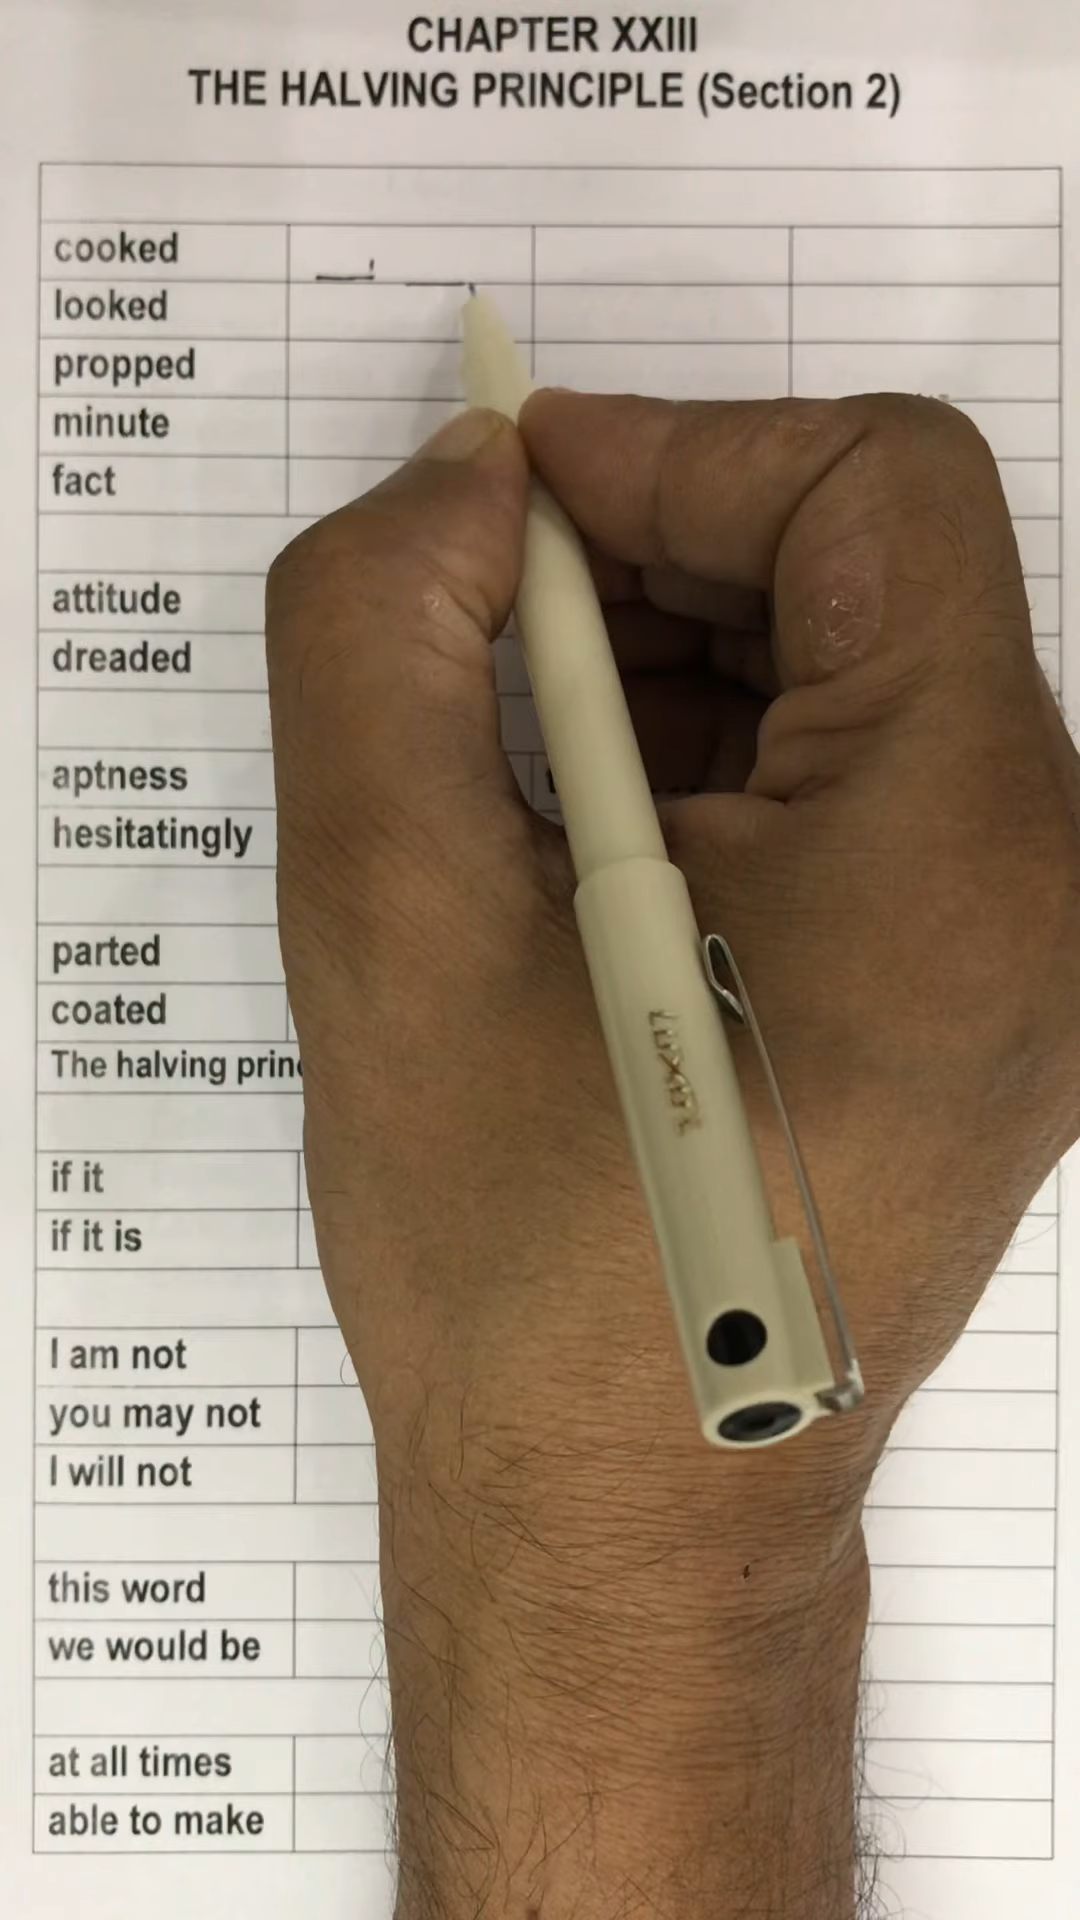 CHAPTER XXIII
THE HALVING PRINCIPLE (Section 2)
cooked
looked
propped
minute
fact
attitude
dreaded
aptness
hesitatingly
parted
coated
The halving
if it
if it is
I am not
you may not
I will not
this word
we would be
at all times
able to make
LUXOR